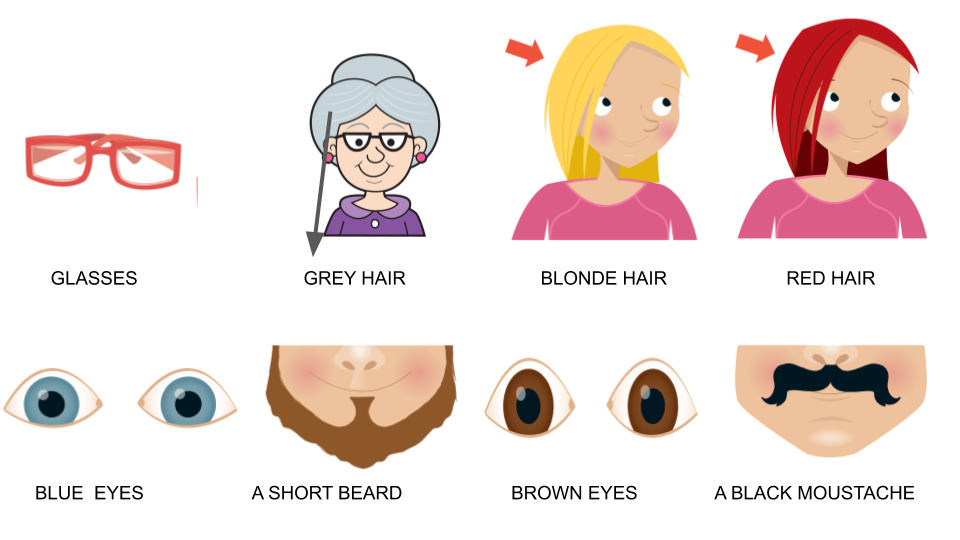 GLASSES
GREY HAIR
BLONDE HAIR
RED HAIR
BLUE  EYES
A SHORT BEARD
BROWN EYES
A BLACK MOUSTACHE